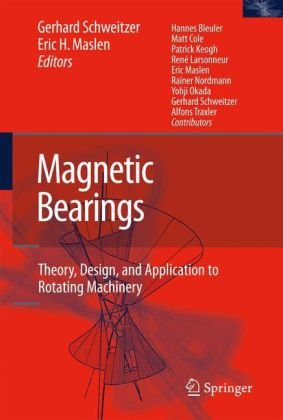 Gerhard Schweitzer
Eric H. Maslen
Editors
Hannes Bleuler
Matt Cole
Patrick Keogh
René Larsonneur
Eric Maslen
Rainer Nordmann
Yohji Okada
Gerhard Schweitzer
Alfons Traxler
Contributors
Magnetic
Bearings
Theory, Design, and Application to
Rotating Machinery
Springer